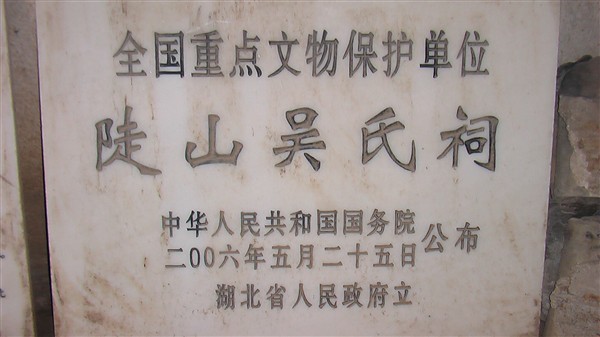 全国重点文物保护单位
陡山吴氏祠
中华人民共和国国务院
二00六年五月二十五日
公布
湖北省人民政府立